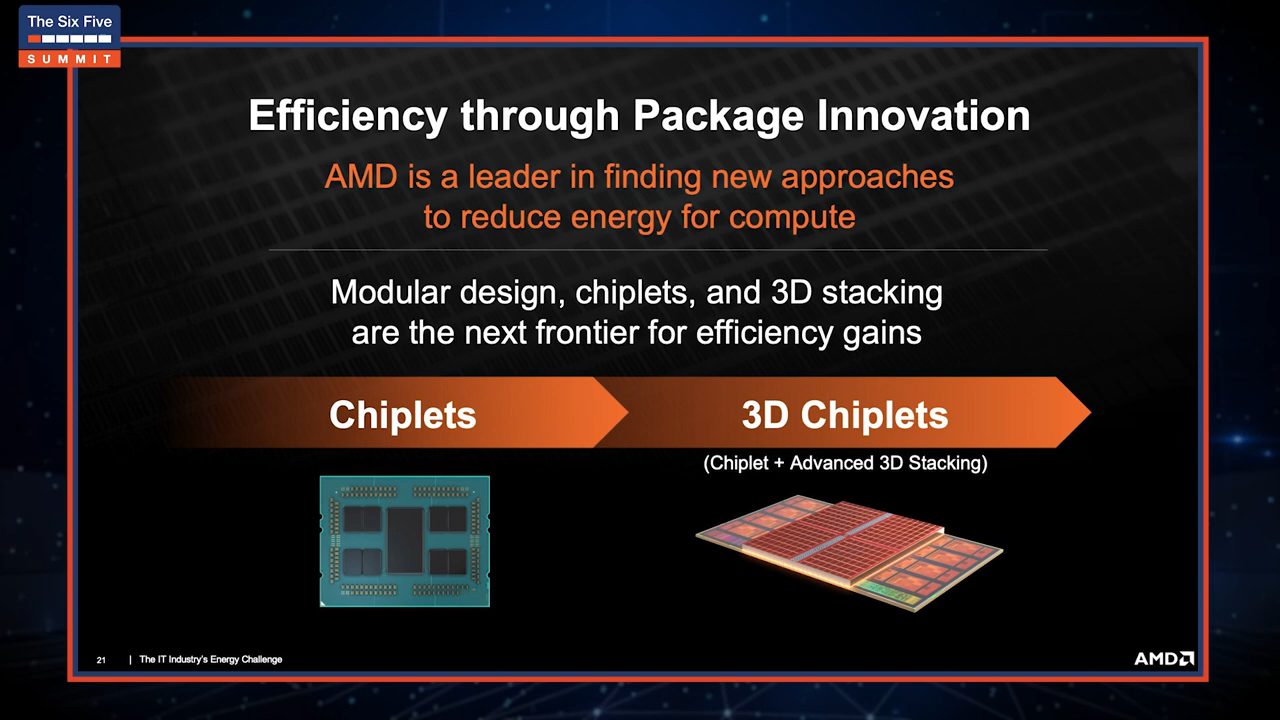 The Six Five
SUMMIT
Efficiency through Package Innovation
AMD is a leader in finding new approaches
to reduce energy for compute
Modular design, chiplets, and 3D stacking
are the next frontier for efficiency gains
Chiplets
3D Chiplets
(Chiplet + Advanced 3D Stacking)
21 | The IT Industry's Energy Challenge
AMD